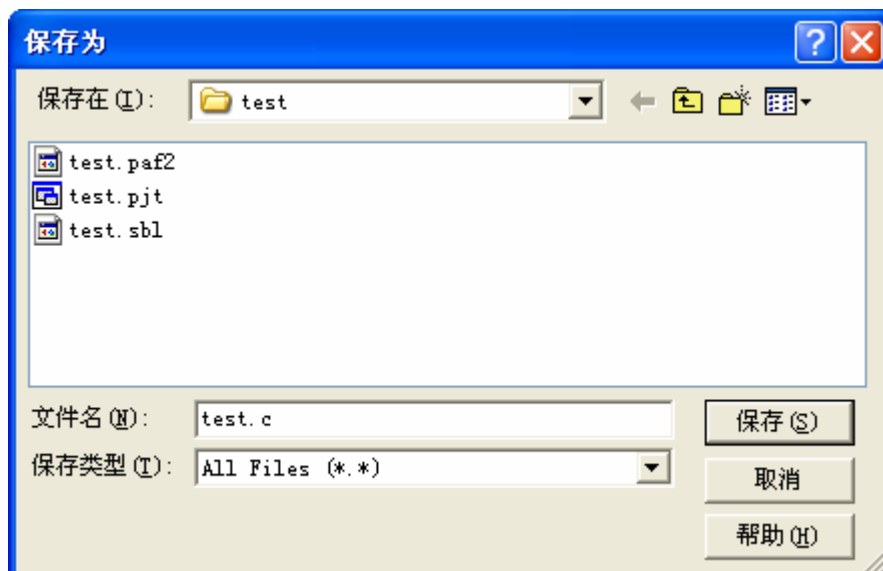 保存为
保存在(I): test
test.paf2
test.pjt
test.sbl
文件名(N): test.c 保存(S)
保存类型(T): All Files (*.*) 取消
帮助(H)